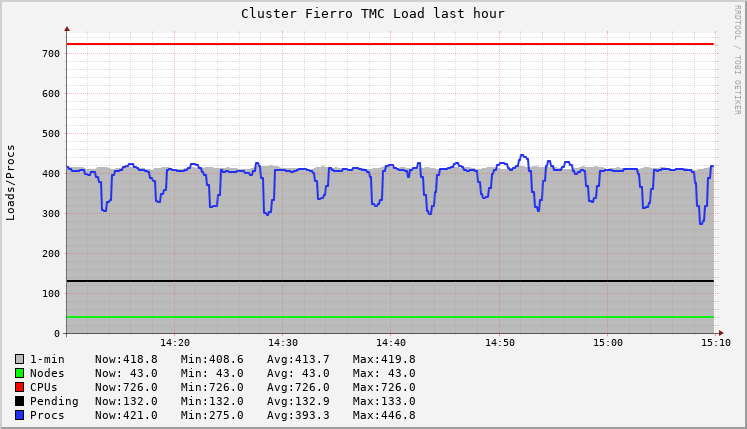 Cluster Fierro TMC Load last hour
RRDTOOL / TOBI OETIKER
Loads/Procs
700
600
500
400
300
200
100
0
14:20 14:30 14:40 14:50 15:00 15:10
1-min Now:418.8 Min:408.6 Avg:413.7 Max:419.8
Nodes Now: 43.0 Min: 43.0 Avg: 43.0 Max: 43.0
CPUs Now:726.0 Min:726.0 Avg:726.0 Max:726.0
Pending Now:132.0 Min:132.0 Avg:132.9 Max:133.0
Procs Now:421.0 Min:275.0 Avg:393.3 Max:446.8